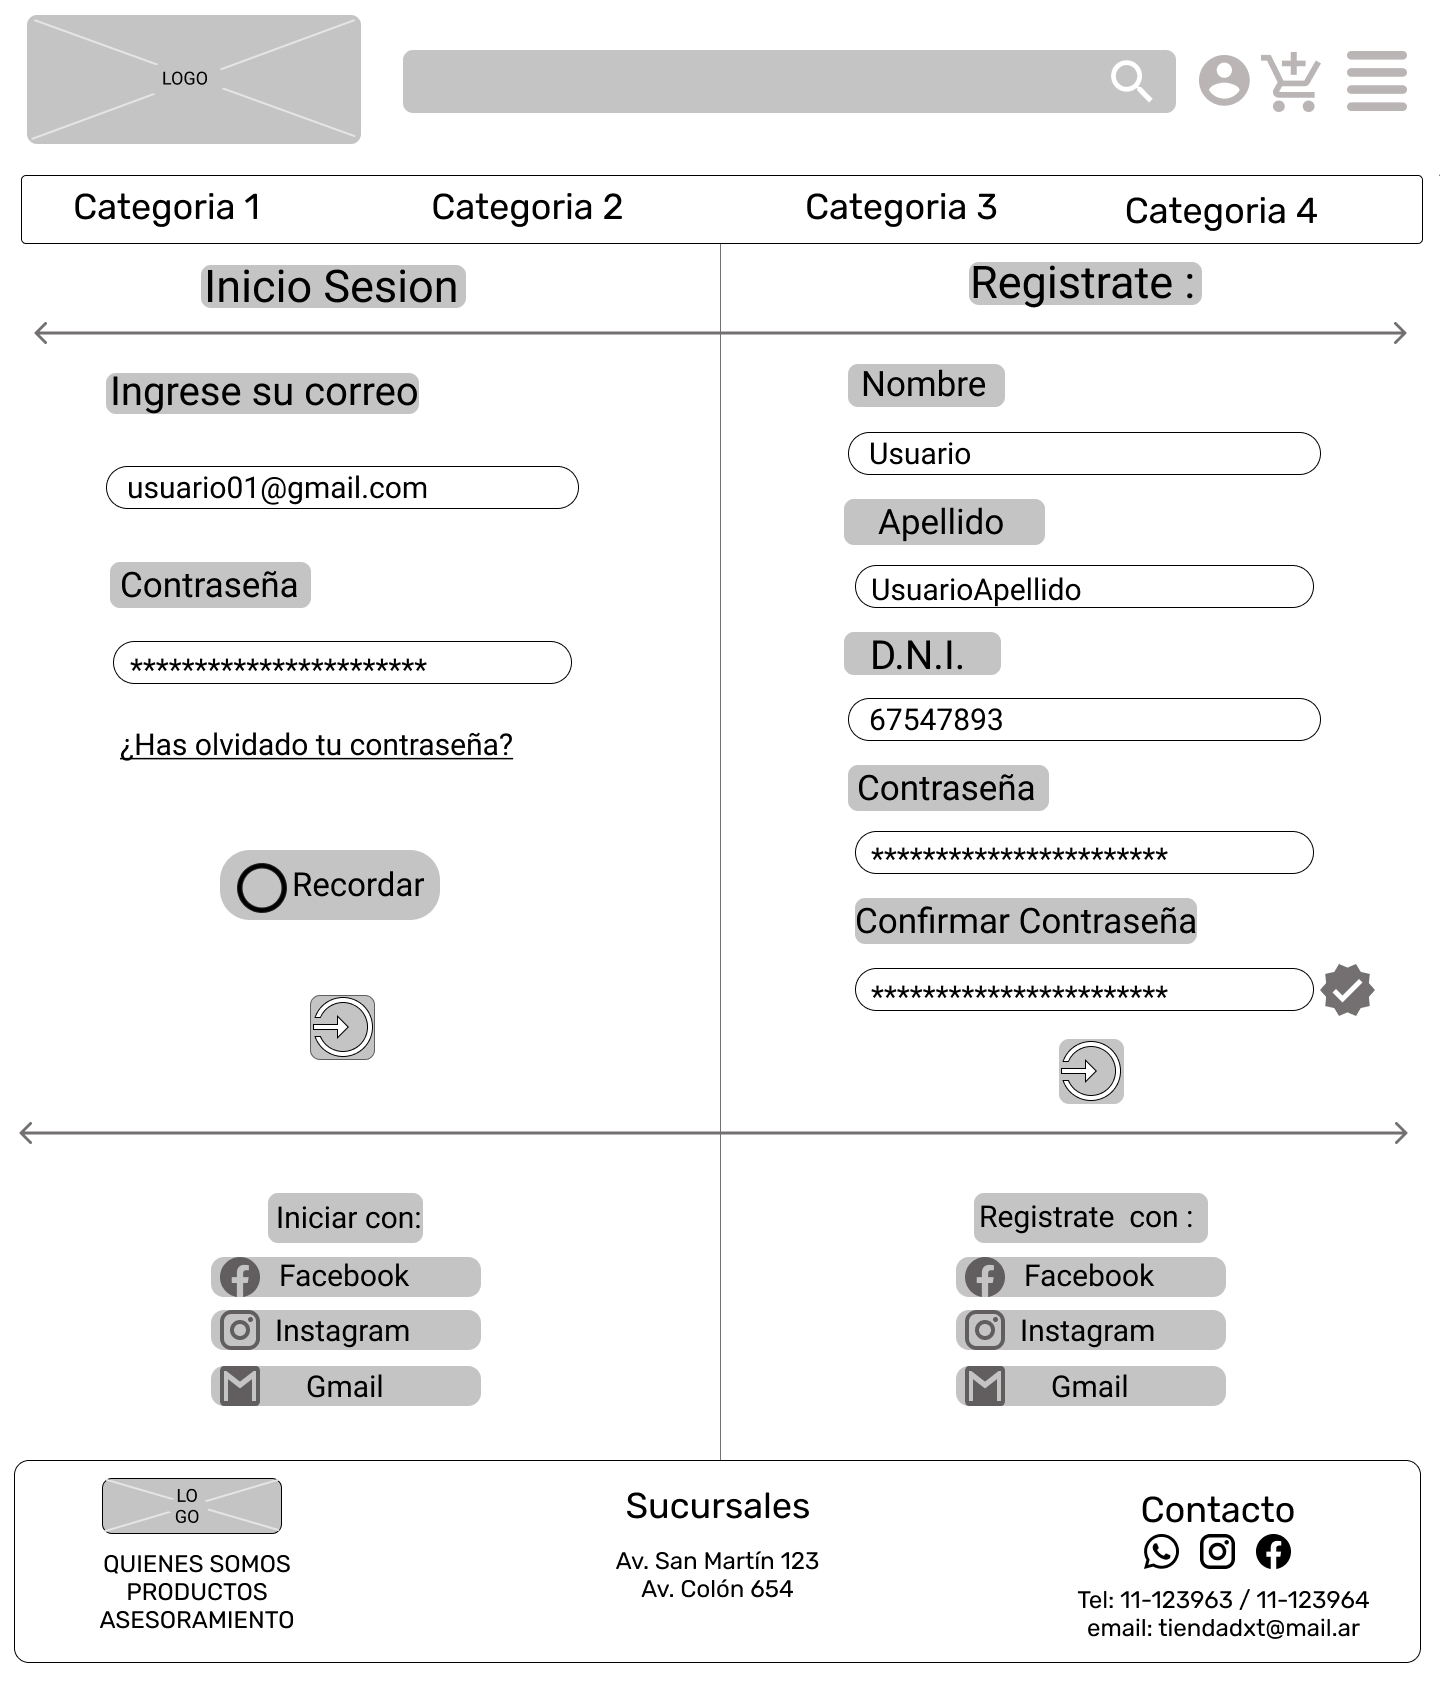 LOGO
Categoria 1
Categoria 2
Categoria 3
Categoria 4
Inicio Sesion
Ingrese su correo
usuario01@gmail.com
Contraseña
***********************
¿Has olvidado tu contraseña?
Recordar
Registrate :
Nombre
Usuario
Apellido
UsuarioApellido
D.N.I.
67547893
Contraseña
***********************
Confirmar Contraseña
***********************
Iniciar con:
Facebook
Instagram
Gmail
Registrate con :
Facebook
Instagram
Gmail
LO
GO
QUIENES SOMOS
PRODUCTOS
ASESORAMIENTO
Sucursales
Av. San Martín 123
Av. Colón 654
Contacto
Tel: 11-123963 / 11-123964
email: tiendadxt@mail.ar